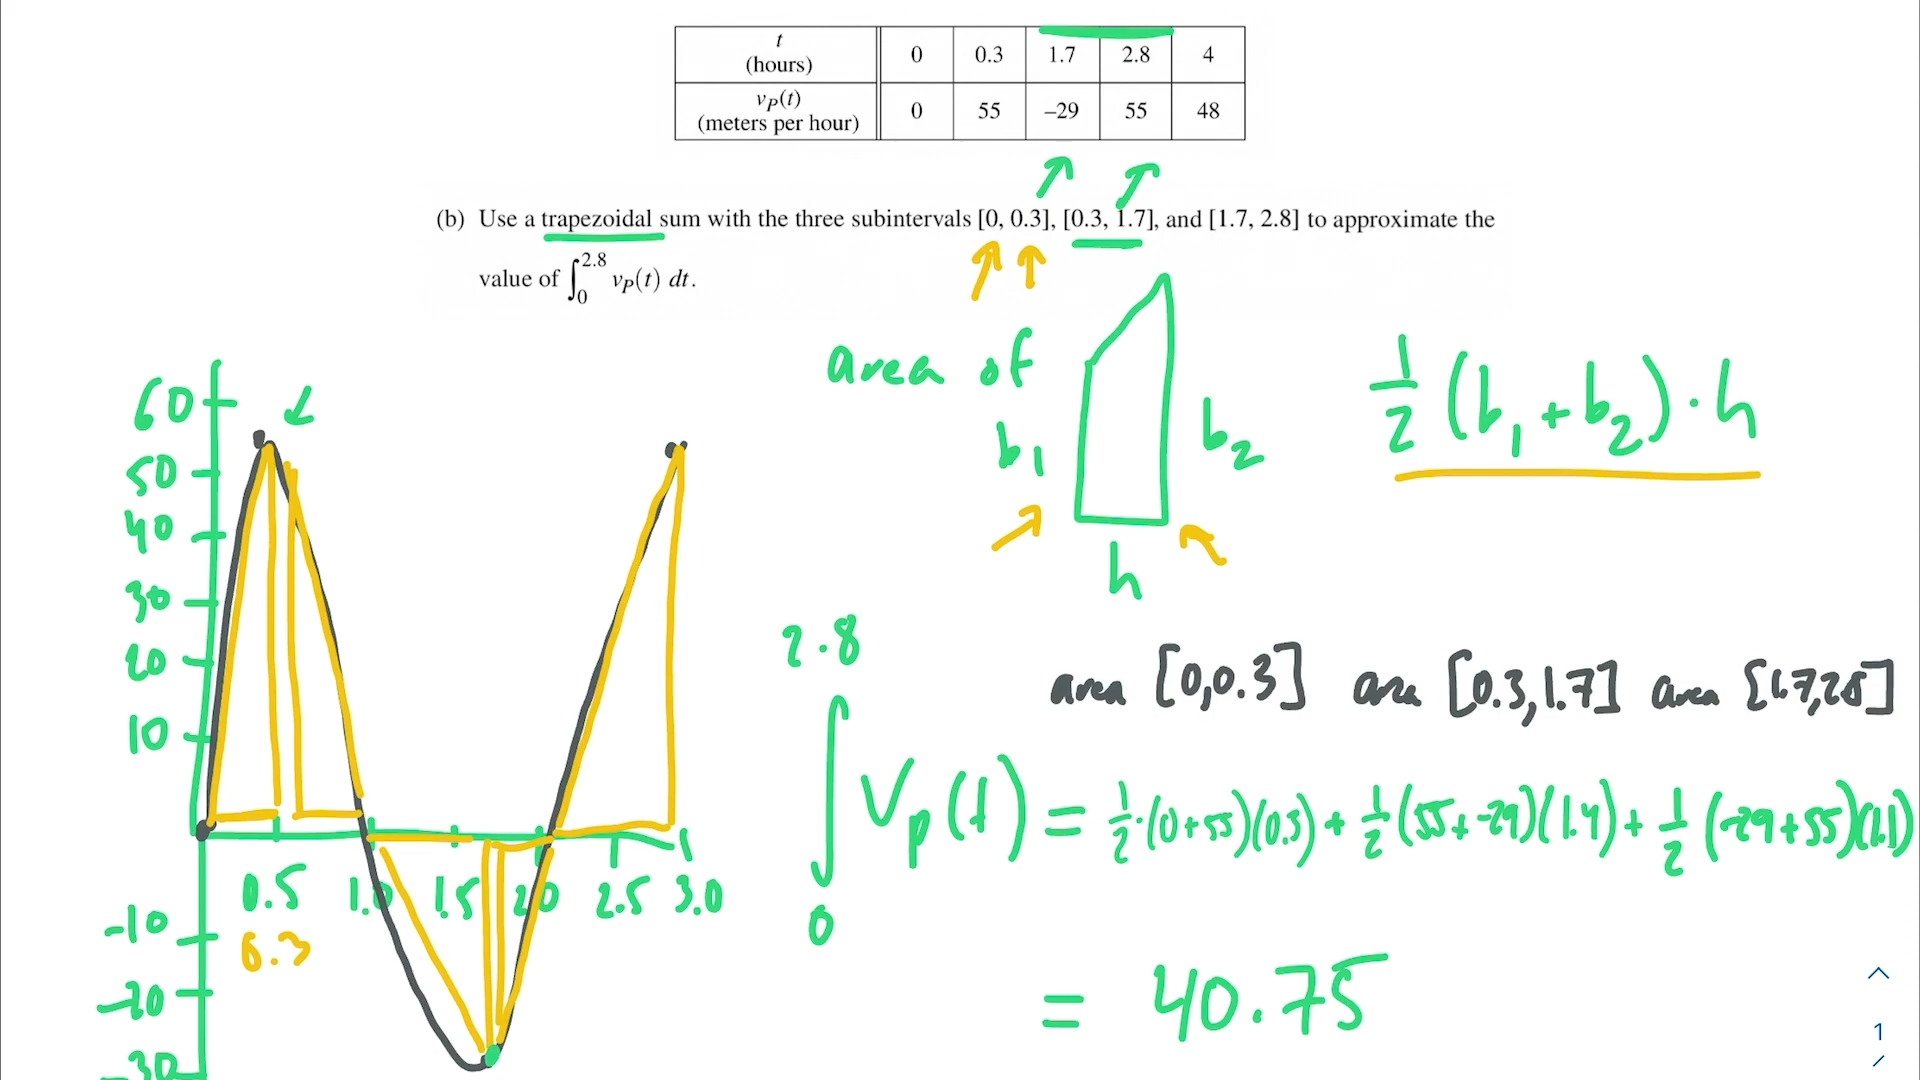 t (hours) 0 0.3 1.7 2.8 4
vP(t) (meters per hour) 0 55 –29 55 48
(b) Use a trapezoidal sum with the three subintervals [0, 0.3], [0.3, 1.7], and [1.7, 2.8] to approximate the
value of ∫₀^2.8 vP(t) dt.
area of
b₁
b₂
h
½(b₁+b₂)·h
60
50
40
30
20
10
-10
-20
-30
0.5 1.0 1.5 2.0 2.5 3.0
0.3
area [0,0.3] area [0.3,1.7] area [1.7,2.8]
∫₀^2.8 Vp(t) = ½·(0+55)(0.3) + ½(55+-29)(1.4) + ½(-29+55)(1.1)
= 40.75
1